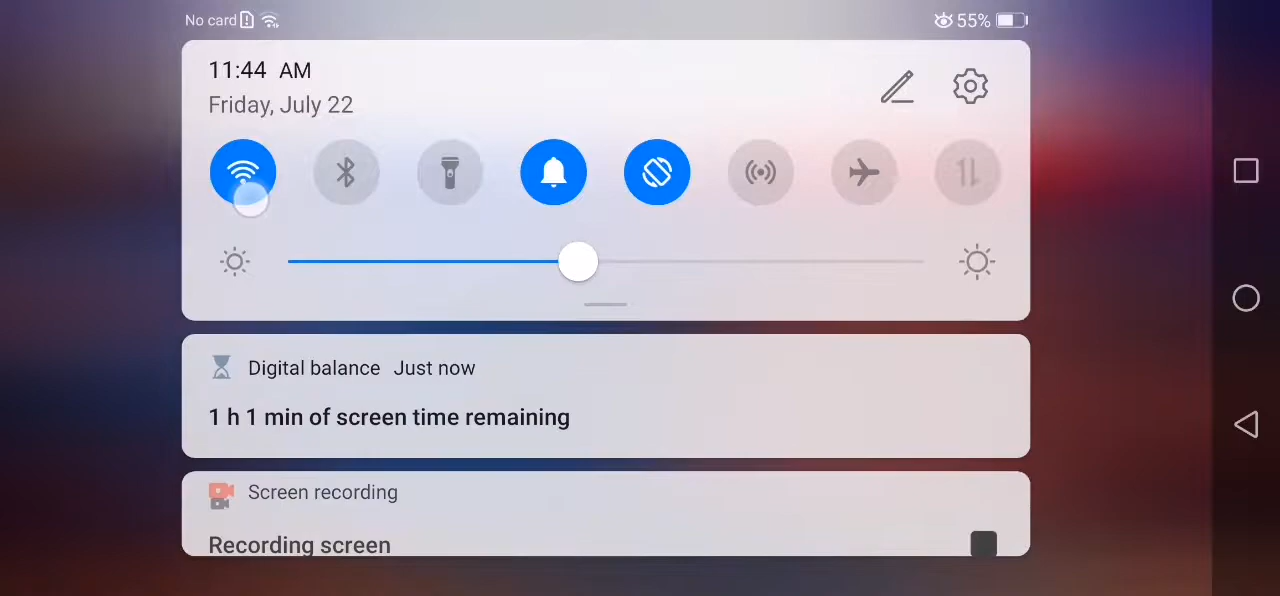 No card 55%
11:44 AM
Friday, July 22
Digital balance Just now
1 h 1 min of screen time remaining
Screen recording
Recording screen